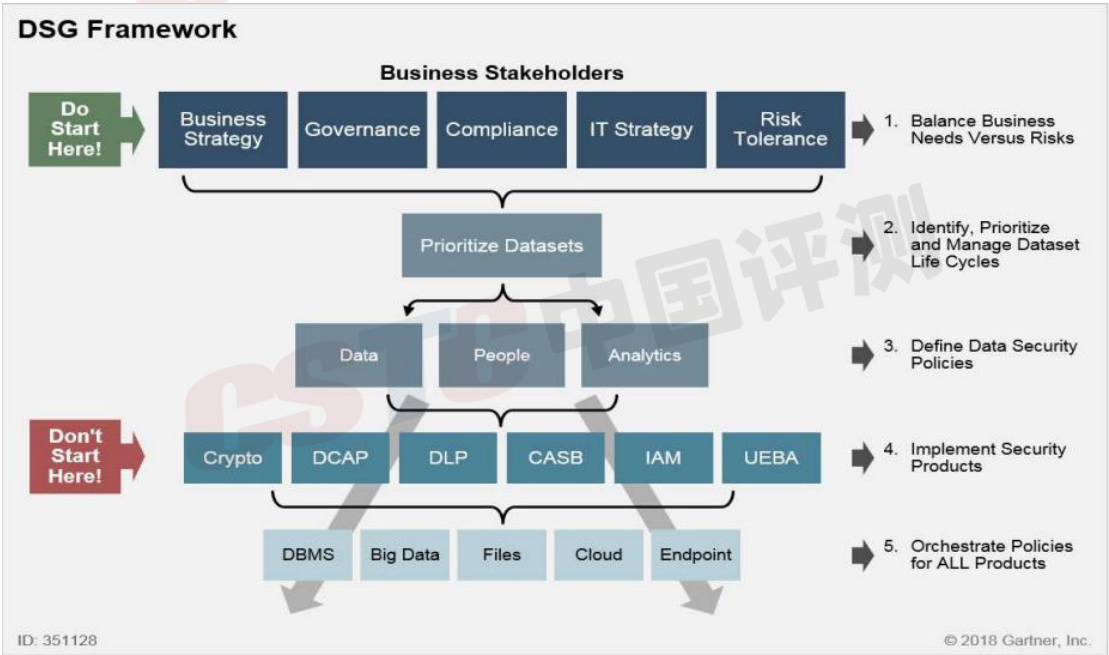 DSG Framework
Business Stakeholders
Do
Start
Here!
Business
Strategy
Governance
Compliance
IT Strategy
Risk
Tolerance
1. Balance Business
Needs Versus Risks
Prioritize Datasets
2. Identify, Prioritize
and Manage Dataset
Life Cycles
Data
People
Analytics
3. Define Data Security
Policies
Don't
Start
Here!
Crypto
DCAP
DLP
CASB
IAM
UEBA
4. Implement Security
Products
DBMS
Big Data
Files
Cloud
Endpoint
5. Orchestrate Policies
for ALL Products
CSTC中国评测
ID: 351128
© 2018 Gartner, Inc.